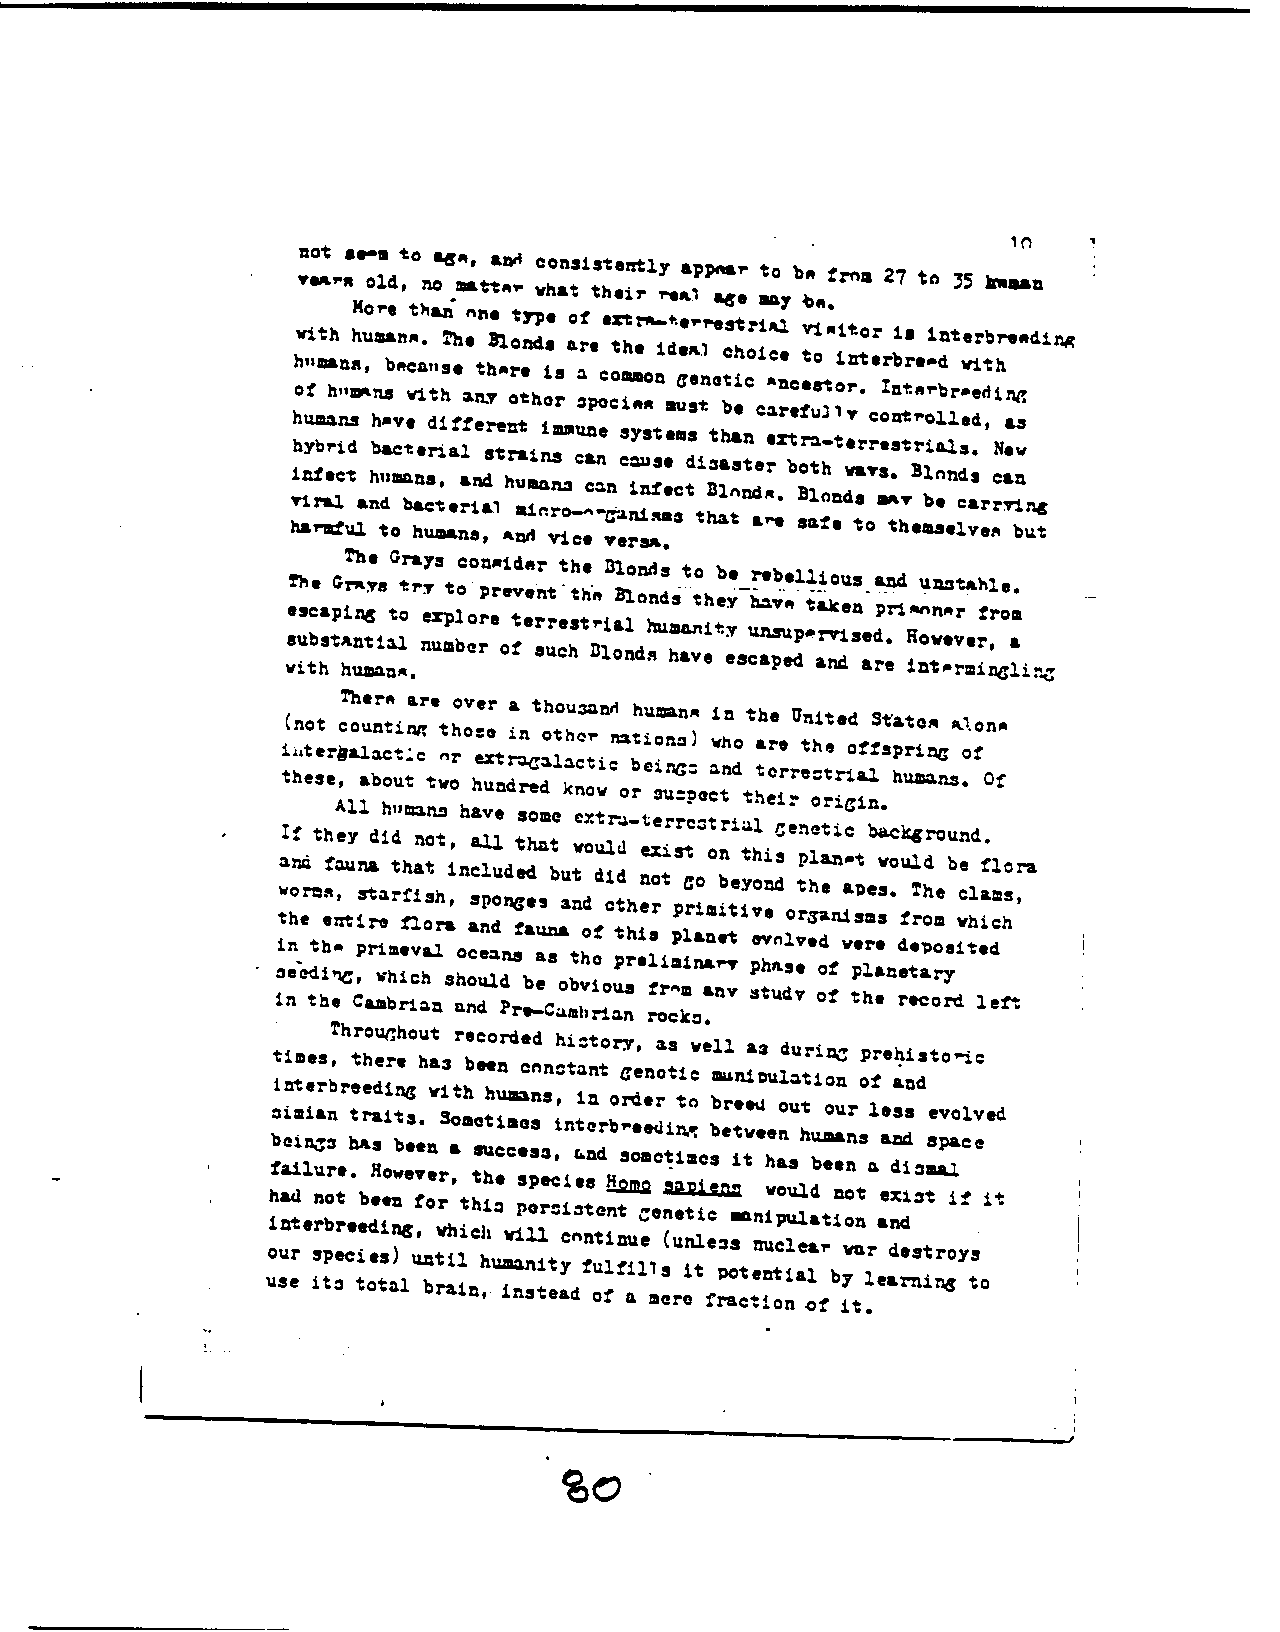 10
not seem to age, and consistently appear to be from 27 to 35 human
years old, no matter what their real age may be.
More than one type of extra-terrestrial visitor is interbreeding
with humans. The Blonds are the ideal choice to interbreed with
humans, because there is a common genetic ancestor. Interbreeding
of humans with any other species must be carefully controlled, as
humans have different immune systems than extra-terrestrials. New
hybrid bacterial strains can cause disaster both ways. Blonds can
infect humans, and humans can infect Blonds. Blonds may be carrying
viral and bacterial micro-organisms that are safe to themselves but
harmful to humans, and vice versa.
The Grays consider the Blonds to be rebellious and unstable.
The Grays try to prevent the Blonds they have taken prisoner from
escaping to explore terrestrial humanity unsupervised. However, a
substantial number of such Blonds have escaped and are intermingling
with humans.
There are over a thousand humans in the United States alone
(not counting those in other nations) who are the offspring of
intergalactic or extragalactic beings and terrestrial humans. Of
these, about two hundred know or suspect their origin.
All humans have some extra-terrestrial genetic background.
If they did not, all that would exist on this planet would be flora
and fauna that included but did not go beyond the apes. The clams,
worms, starfish, sponges and other primitive organisms from which
the entire flora and fauna of this planet evolved were deposited
in the primeval oceans as the preliminary phase of planetary
seeding, which should be obvious from any study of the record left
in the Cambrian and Pre-Cambrian rocks.
Throughout recorded history, as well as during prehistoric
times, there has been constant genetic manipulation of and
interbreeding with humans, in order to breed out our less evolved
simian traits. Sometimes interbreeding between humans and space
beings has been a success, and sometimes it has been a dismal
failure. However, the species Homo sapiens would not exist if it
had not been for this persistent genetic manipulation and
interbreeding, which will continue (unless nuclear war destroys
our species) until humanity fulfills it potential by learning to
use its total brain, instead of a mere fraction of it.
80